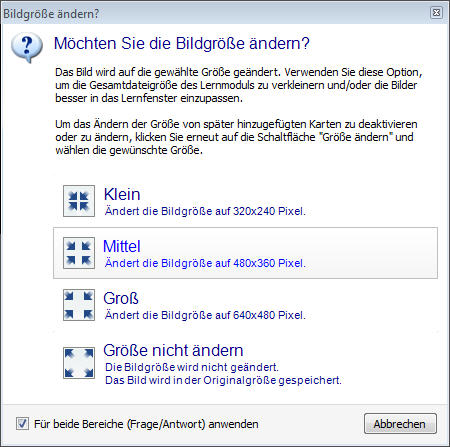 Bildgröße ändern?
Möchten Sie die Bildgröße ändern?
Das Bild wird auf die gewählte Größe geändert. Verwenden Sie diese Option,
um die Gesamtdateigröße des Lernmoduls zu verkleinern und/oder die Bilder
besser in das Lernfenster einzupassen.
Um das Ändern der Größe von später hinzugefügten Karten zu deaktivieren
oder zu ändern, klicken Sie erneut auf die Schaltfläche "Größe ändern" und
wählen die gewünschte Größe.
Klein
Ändert die Bildgröße auf 320x240 Pixel.
Mittel
Ändert die Bildgröße auf 480x360 Pixel.
Groß
Ändert die Bildgröße auf 640x480 Pixel.
Größe nicht ändern
Die Bildgröße wird nicht geändert.
Das Bild wird in der Originalgröße gespeichert.
Für beide Bereiche (Frage/Antwort) anwenden
Abbrechen